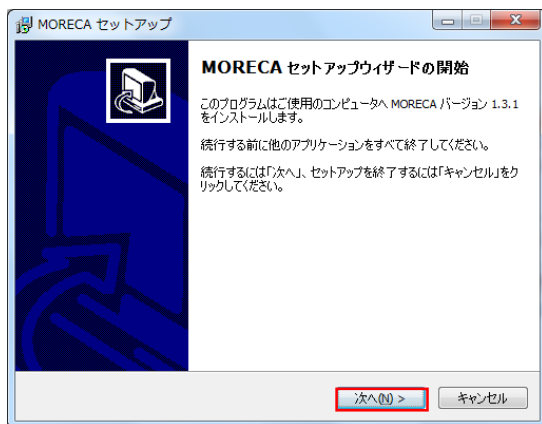 MORECA セットアップ
MORECA セットアップウィザードの開始
このプログラムはご使用のコンピュータへ MORECA バージョン 1.3.1
をインストールします。
続行する前に他のアプリケーションをすべて終了してください。
続行するには「次へ」、セットアップを終了するには「キャンセル」をク
リックしてください。
次へ(N) >
キャンセル